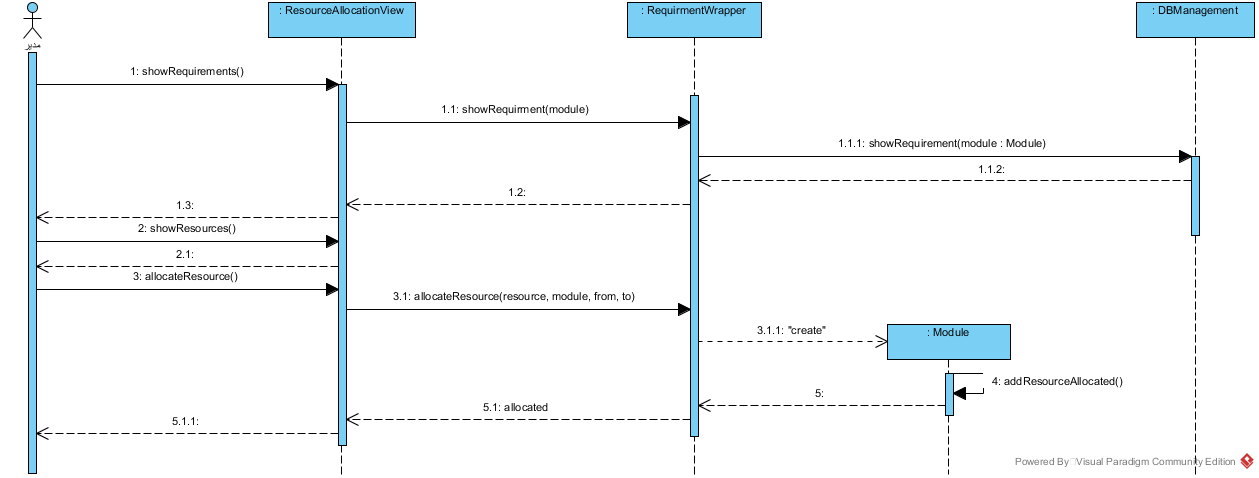 : ResourceAllocationView
: RequirmentWrapper
: DBManagement
مدیر
1: showRequirements()
1.1: showRequirment(module)
1.1.1: showRequirement(module : Module)
1.1.2:
1.2:
1.3:
2: showResources()
2.1:
3: allocateResource()
3.1: allocateResource(resource, module, from, to)
3.1.1: "create"
: Module
4: addResourceAllocated()
5:
5.1: allocated
5.1.1:
Powered By Visual Paradigm Community Edition